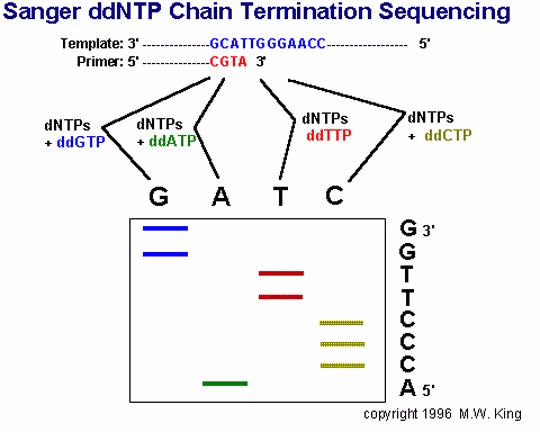 Sanger ddNTP Chain Termination Sequencing
Template: 3' ---------------GCATTGGGAACC------------------ 5'
Primer: 5' ---------------CGTA 3'
dNTPs dNTPs dNTPs dNTPs
+ ddGTP + ddATP ddTTP + ddCTP
G A T C
G 3'
G
T
T
C
C
C
A 5'
copyright 1996 M.W. King